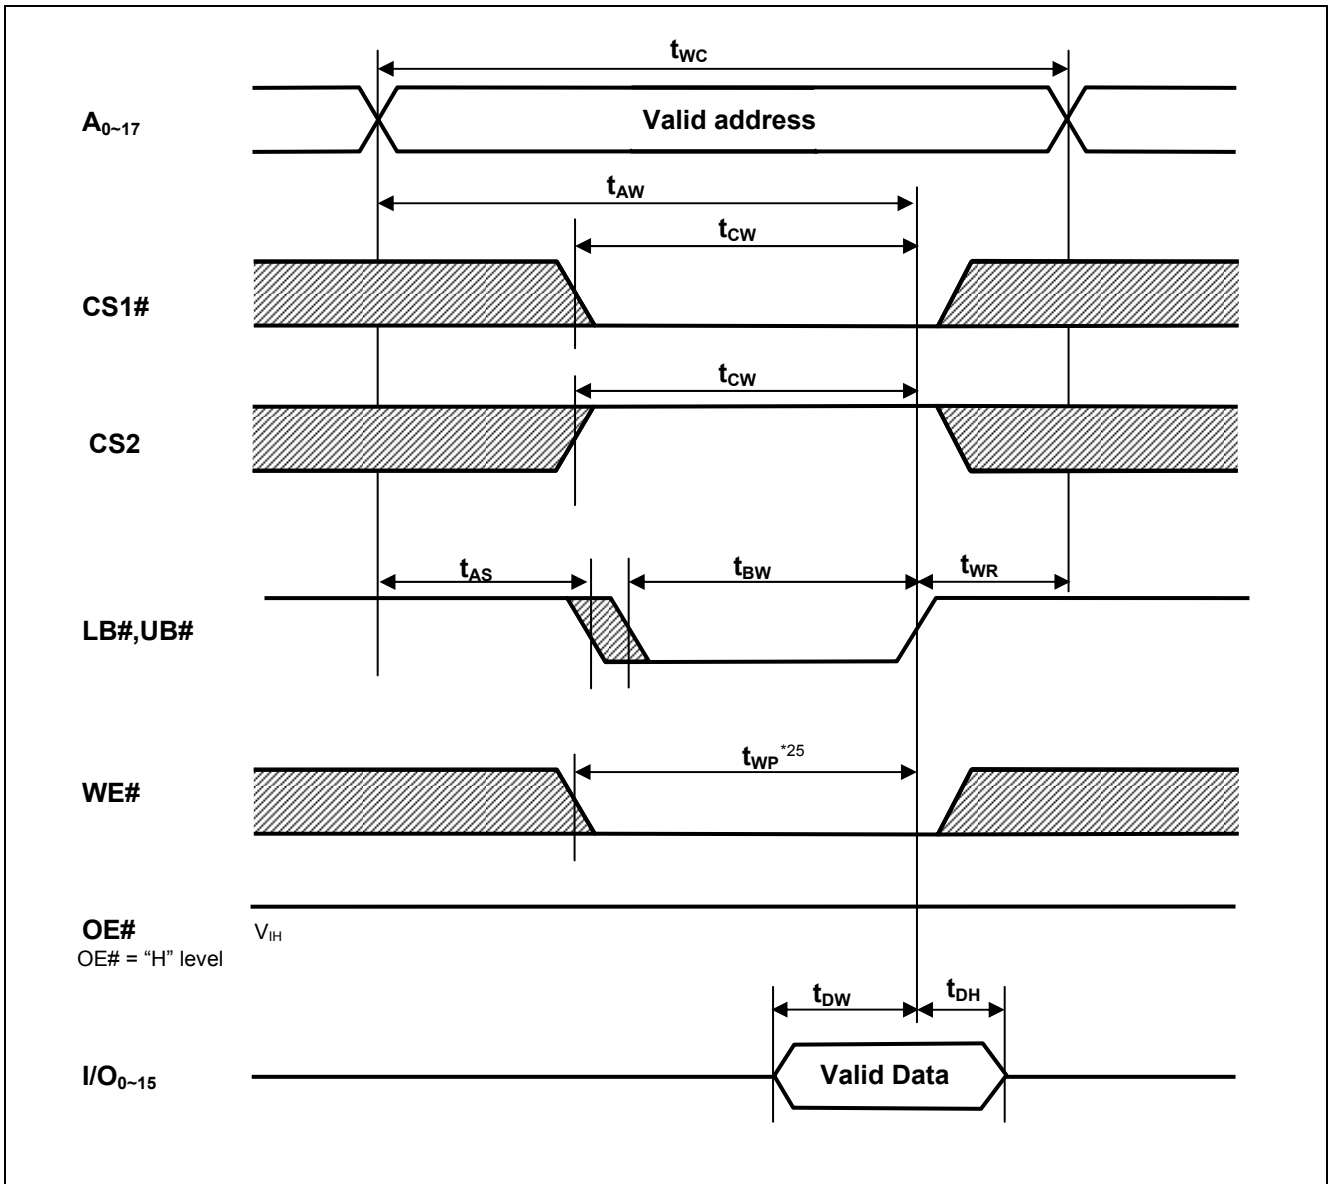 tWC
A0~17
Valid address
tAW
tCW
CS1#
tCW
CS2
tAS
tBW
tWR
LB#,UB#
tWP*25
WE#
OE#
VIH
OE# = “H” level
tDW
tDH
I/O0~15
Valid Data